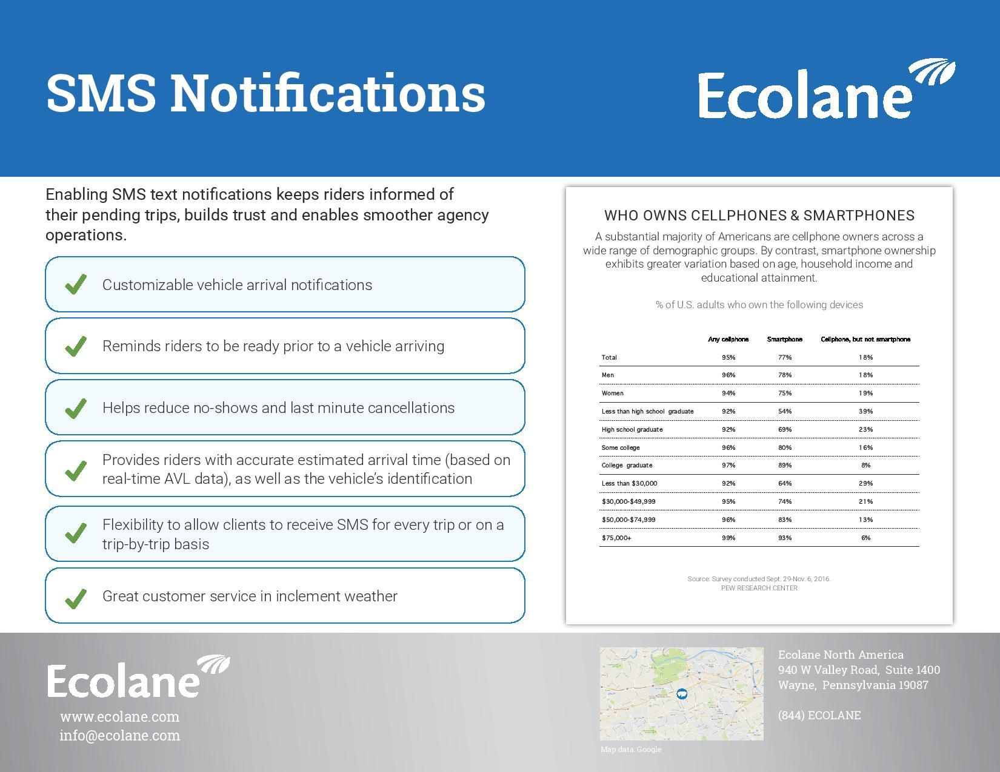 SMS Notifications
Ecolane
Enabling SMS text notifications keeps riders informed of
their pending trips, builds trust and enables smoother agency
operations.
Customizable vehicle arrival notifications
Reminds riders to be ready prior to a vehicle arriving
Helps reduce no-shows and last minute cancellations
Provides riders with accurate estimated arrival time (based on
real-time AVL data), as well as the vehicle's identification
Flexibility to allow clients to receive SMS for every trip or on a
trip-by-trip basis
Great customer service in inclement weather
WHO OWNS CELLPHONES & SMARTPHONES
A substantial majority of Americans are cellphone owners across a
wide range of demographic groups. By contrast, smartphone ownership
exhibits greater variation based on age, household income and
educational attainment.
% of U.S. adults who own the following devices
Any cellphone Smartphone Cellphone, but not smartphone
Total 95% 77% 18%
Men 96% 78% 18%
Women 94% 75% 19%
Less than high school graduate 92% 54% 39%
High school graduate 92% 69% 23%
Some college 96% 80% 16%
College graduate 97% 89% 8%
Less than $30,000 92% 64% 29%
$30,000-$49,999 95% 74% 21%
$50,000-$74,999 96% 83% 13%
$75,000+ 99% 93% 6%
Source: Survey conducted Sept. 29-Nov. 6, 2016.
PEW RESEARCH CENTER
Ecolane
www.ecolane.com
info@ecolane.com
Map data: Google
Ecolane North America
940 W Valley Road, Suite 1400
Wayne, Pennsylvania 19087
(844) ECOLANE